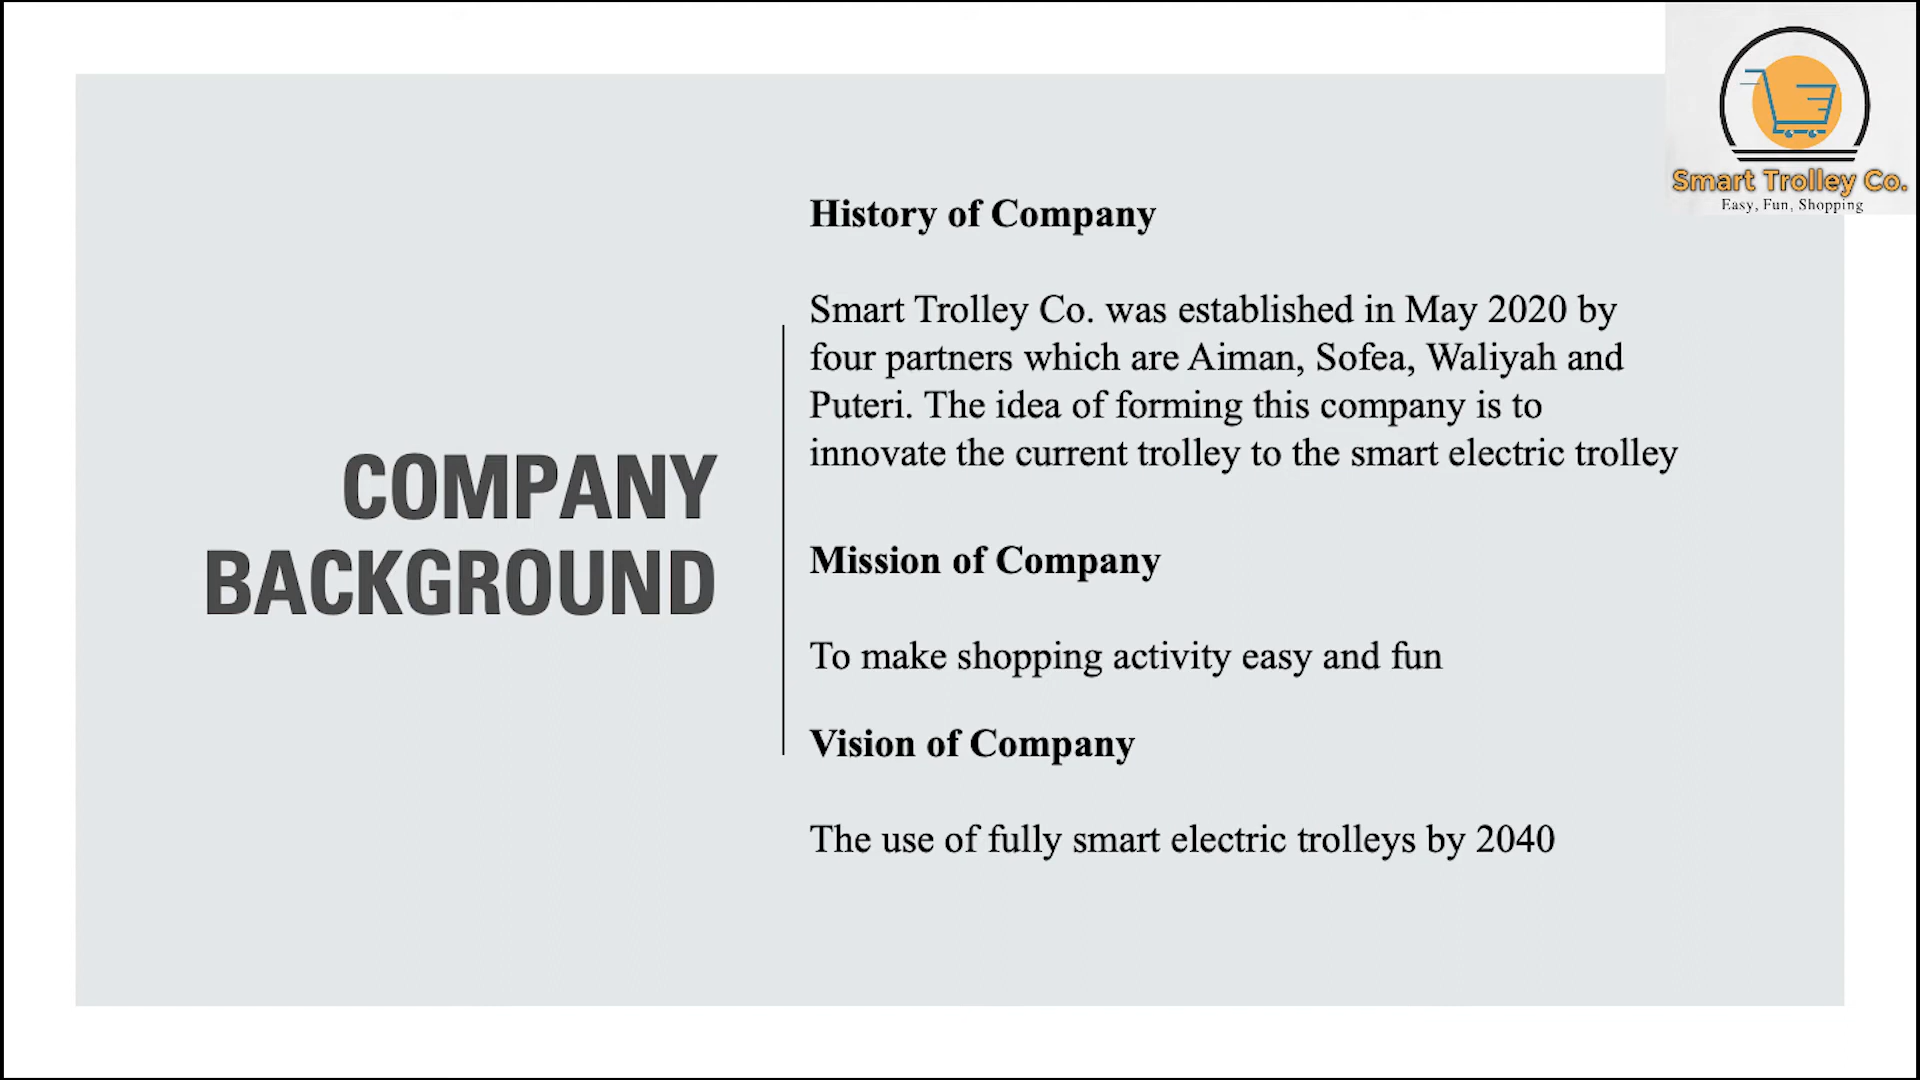 Smart Trolley Co.
Easy, Fun, Shopping
COMPANY
BACKGROUND
History of Company
Smart Trolley Co. was established in May 2020 by
four partners which are Aiman, Sofea, Waliyah and
Puteri. The idea of forming this company is to
innovate the current trolley to the smart electric trolley
Mission of Company
To make shopping activity easy and fun
Vision of Company
The use of fully smart electric trolleys by 2040